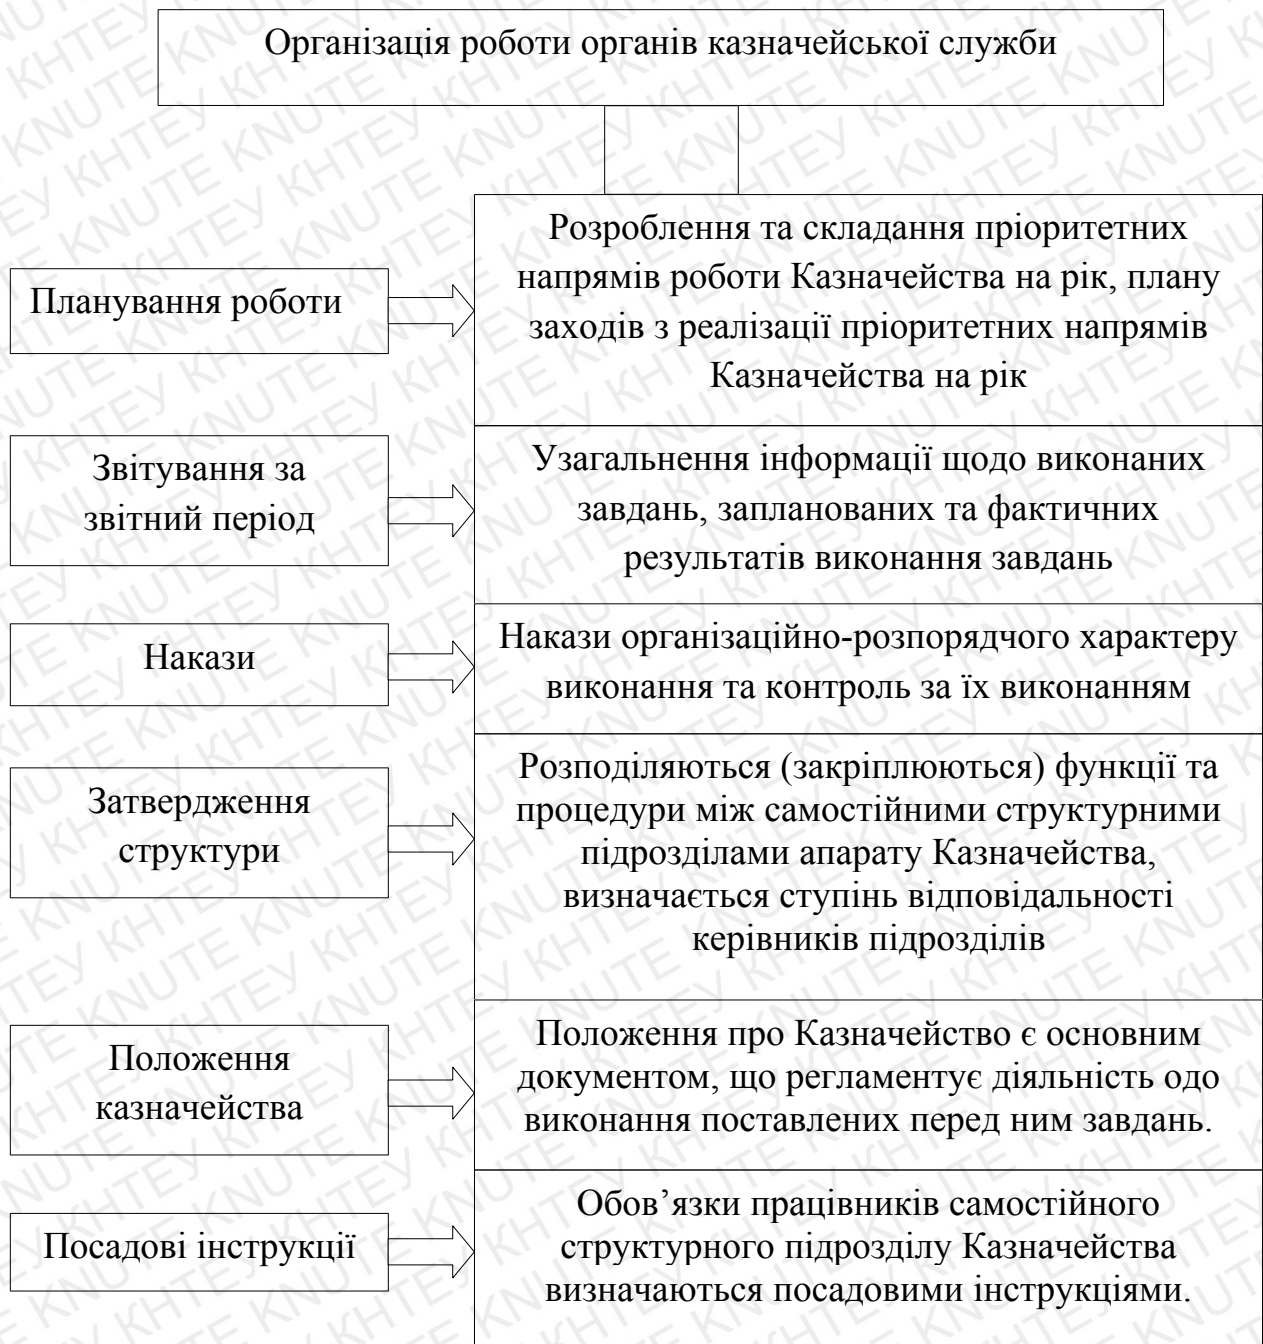 Організація роботи органів казначейської служби
Планування роботи
Розроблення та складання пріоритетних
напрямів роботи Казначейства на рік, плану
заходів з реалізації пріоритетних напрямів
Казначейства на рік
Звітування за
звітний період
Узагальнення інформації щодо виконаних
завдань, запланованих та фактичних
результатів виконання завдань
Накази
Накази організаційно-розпорядчого характеру
виконання та контроль за їх виконанням
Затвердження
структури
Розподіляються (закріплюються) функції та
процедури між самостійними структурними
підрозділами апарату Казначейства,
визначається ступінь відповідальності
керівників підрозділів
Положення
казначейства
Положення про Казначейство є основним
документом, що регламентує діяльність одо
виконання поставлених перед ним завдань.
Посадові інструкції
Обов’язки працівників самостійного
структурного підрозділу Казначейства
визначаються посадовими інструкціями.